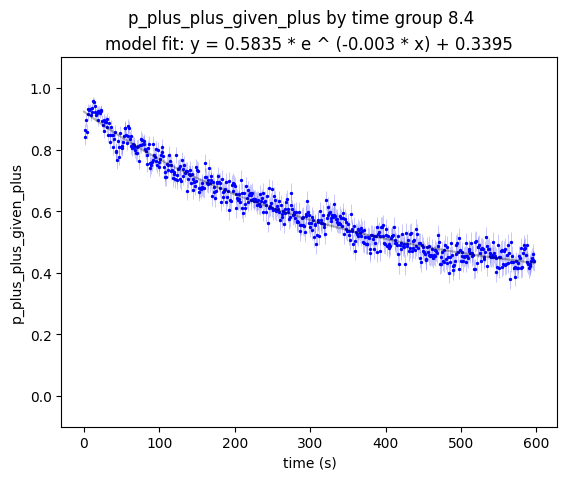 p_plus_plus_given_plus by time group 8.4
model fit: y = 0.5835 * e ^ (-0.003 * x) + 0.3395
1.0
0.8
0.6
0.4
0.2
0.0
p_plus_plus_given_plus
0 100 200 300 400 500 600
time (s)